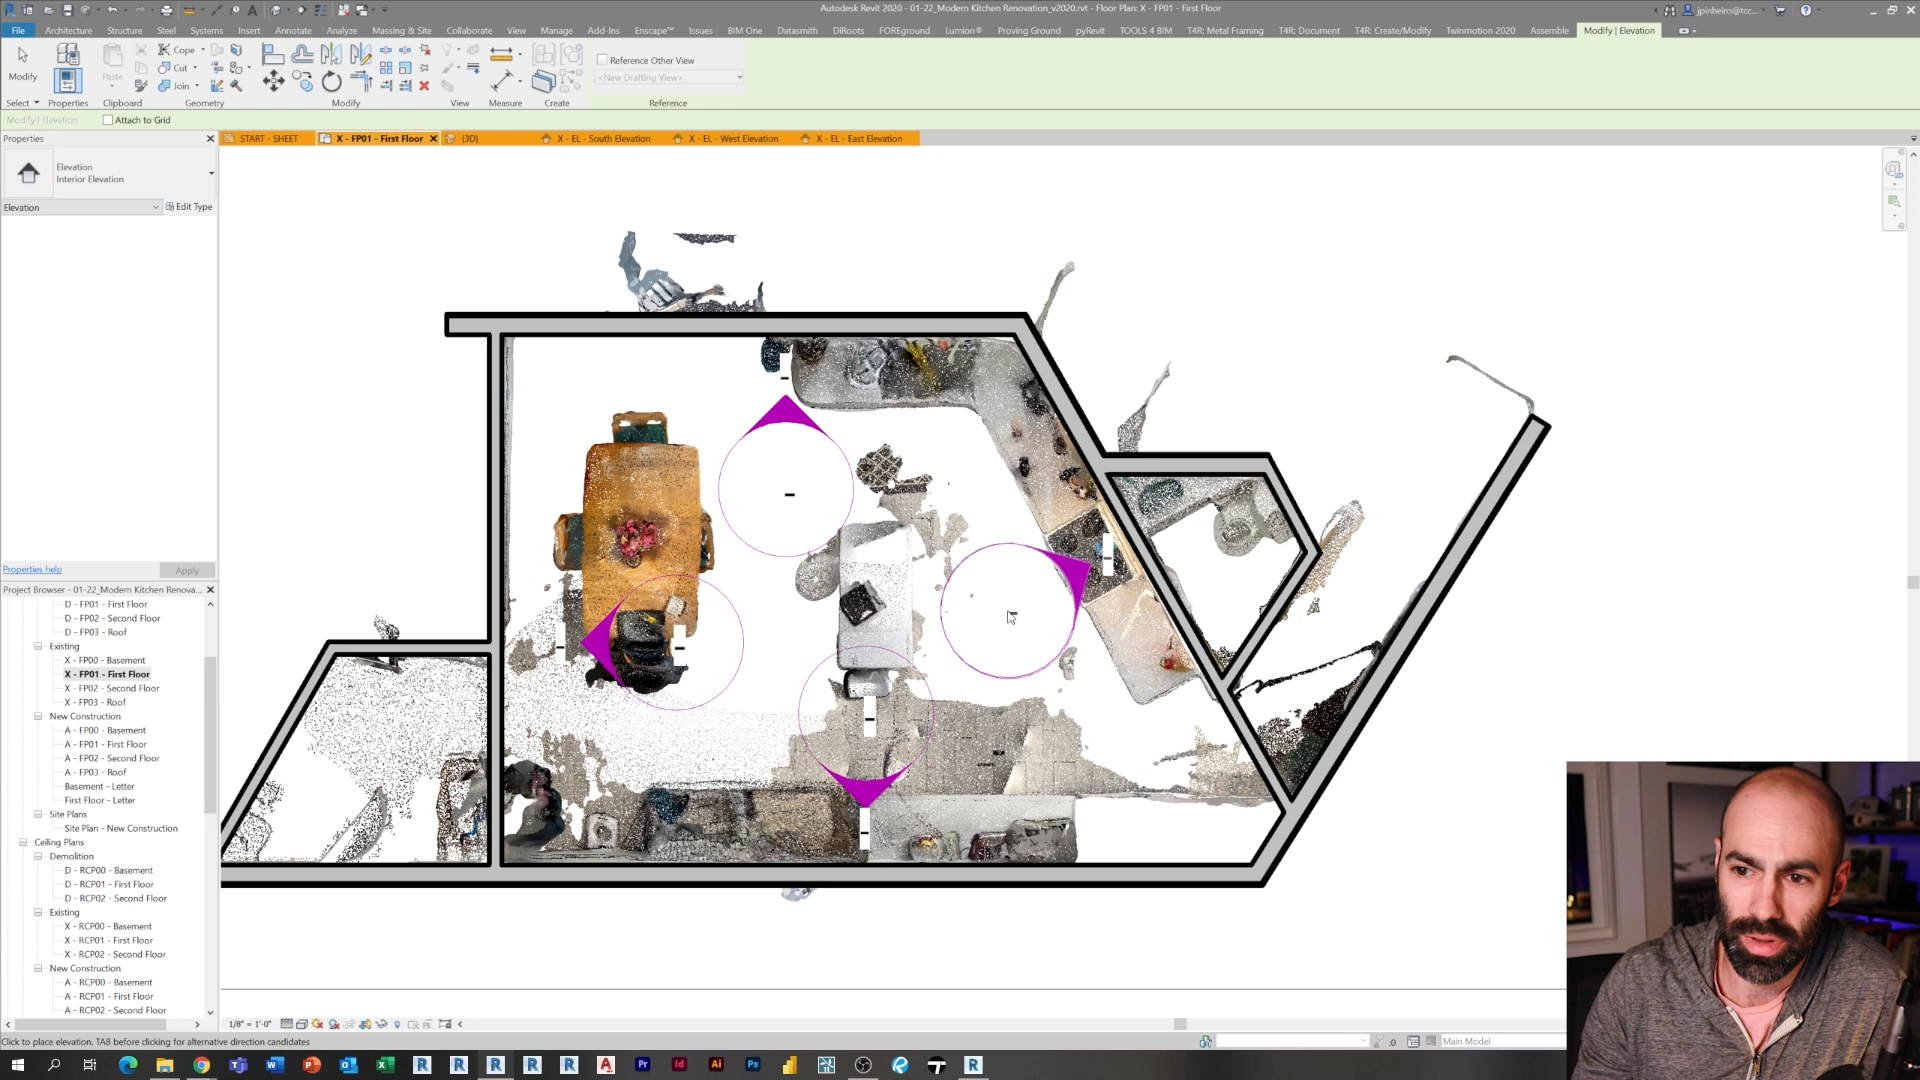 Autodesk Revit 2020 - 01-22_Modern Kitchen Renovation_v2020.rvt - Floor Plan: X - FP01 - First Floor
jpinheiro@tcc...
File Architecture Structure Steel Systems Insert Annotate Analyze Massing & Site Collaborate View Manage Add-Ins Enscape™ Issues BIM One Datasmith DiRoots FOREground Lumion® Proving Ground pyRevit TOOLS 4 BIM T4R: Metal Framing T4R: Document T4R: Create/Modify Twinmotion 2020 Assemble Modify | Elevation
Modify
Paste
Cope
Cut
Join
Reference Other View
<New Drafting View>
Select Properties Clipboard Geometry Modify View Measure Create Reference
Modify | Elevation Attach to Grid
Properties
START - SHEET X - FP01 - First Floor {3D} X - EL - South Elevation X - EL - West Elevation X - EL - East Elevation
Elevation
Interior Elevation
Elevation Edit Type
Properties help Apply
Project Browser - 01-22_Modern Kitchen Renova...
D - FP01 - First Floor
D - FP02 - Second Floor
D - FP03 - Roof
Existing
X - FP00 - Basement
X - FP01 - First Floor
X - FP02 - Second Floor
X - FP03 - Roof
New Construction
A - FP00 - Basement
A - FP01 - First Floor
A - FP02 - Second Floor
A - FP03 - Roof
Basement - Letter
First Floor - Letter
Site Plans
Site Plan - New Construction
Ceiling Plans
Demolition
D - RCP00 - Basement
D - RCP01 - First Floor
D - RCP02 - Second Floor
Existing
X - RCP00 - Basement
X - RCP01 - First Floor
X - RCP02 - Second Floor
New Construction
A - RCP00 - Basement
A - RCP01 - First Floor
A - RCP02 - Second Floor
1/8" = 1'-0"
Click to place elevation. TAB before clicking for alternative direction candidates
:0
Main Model